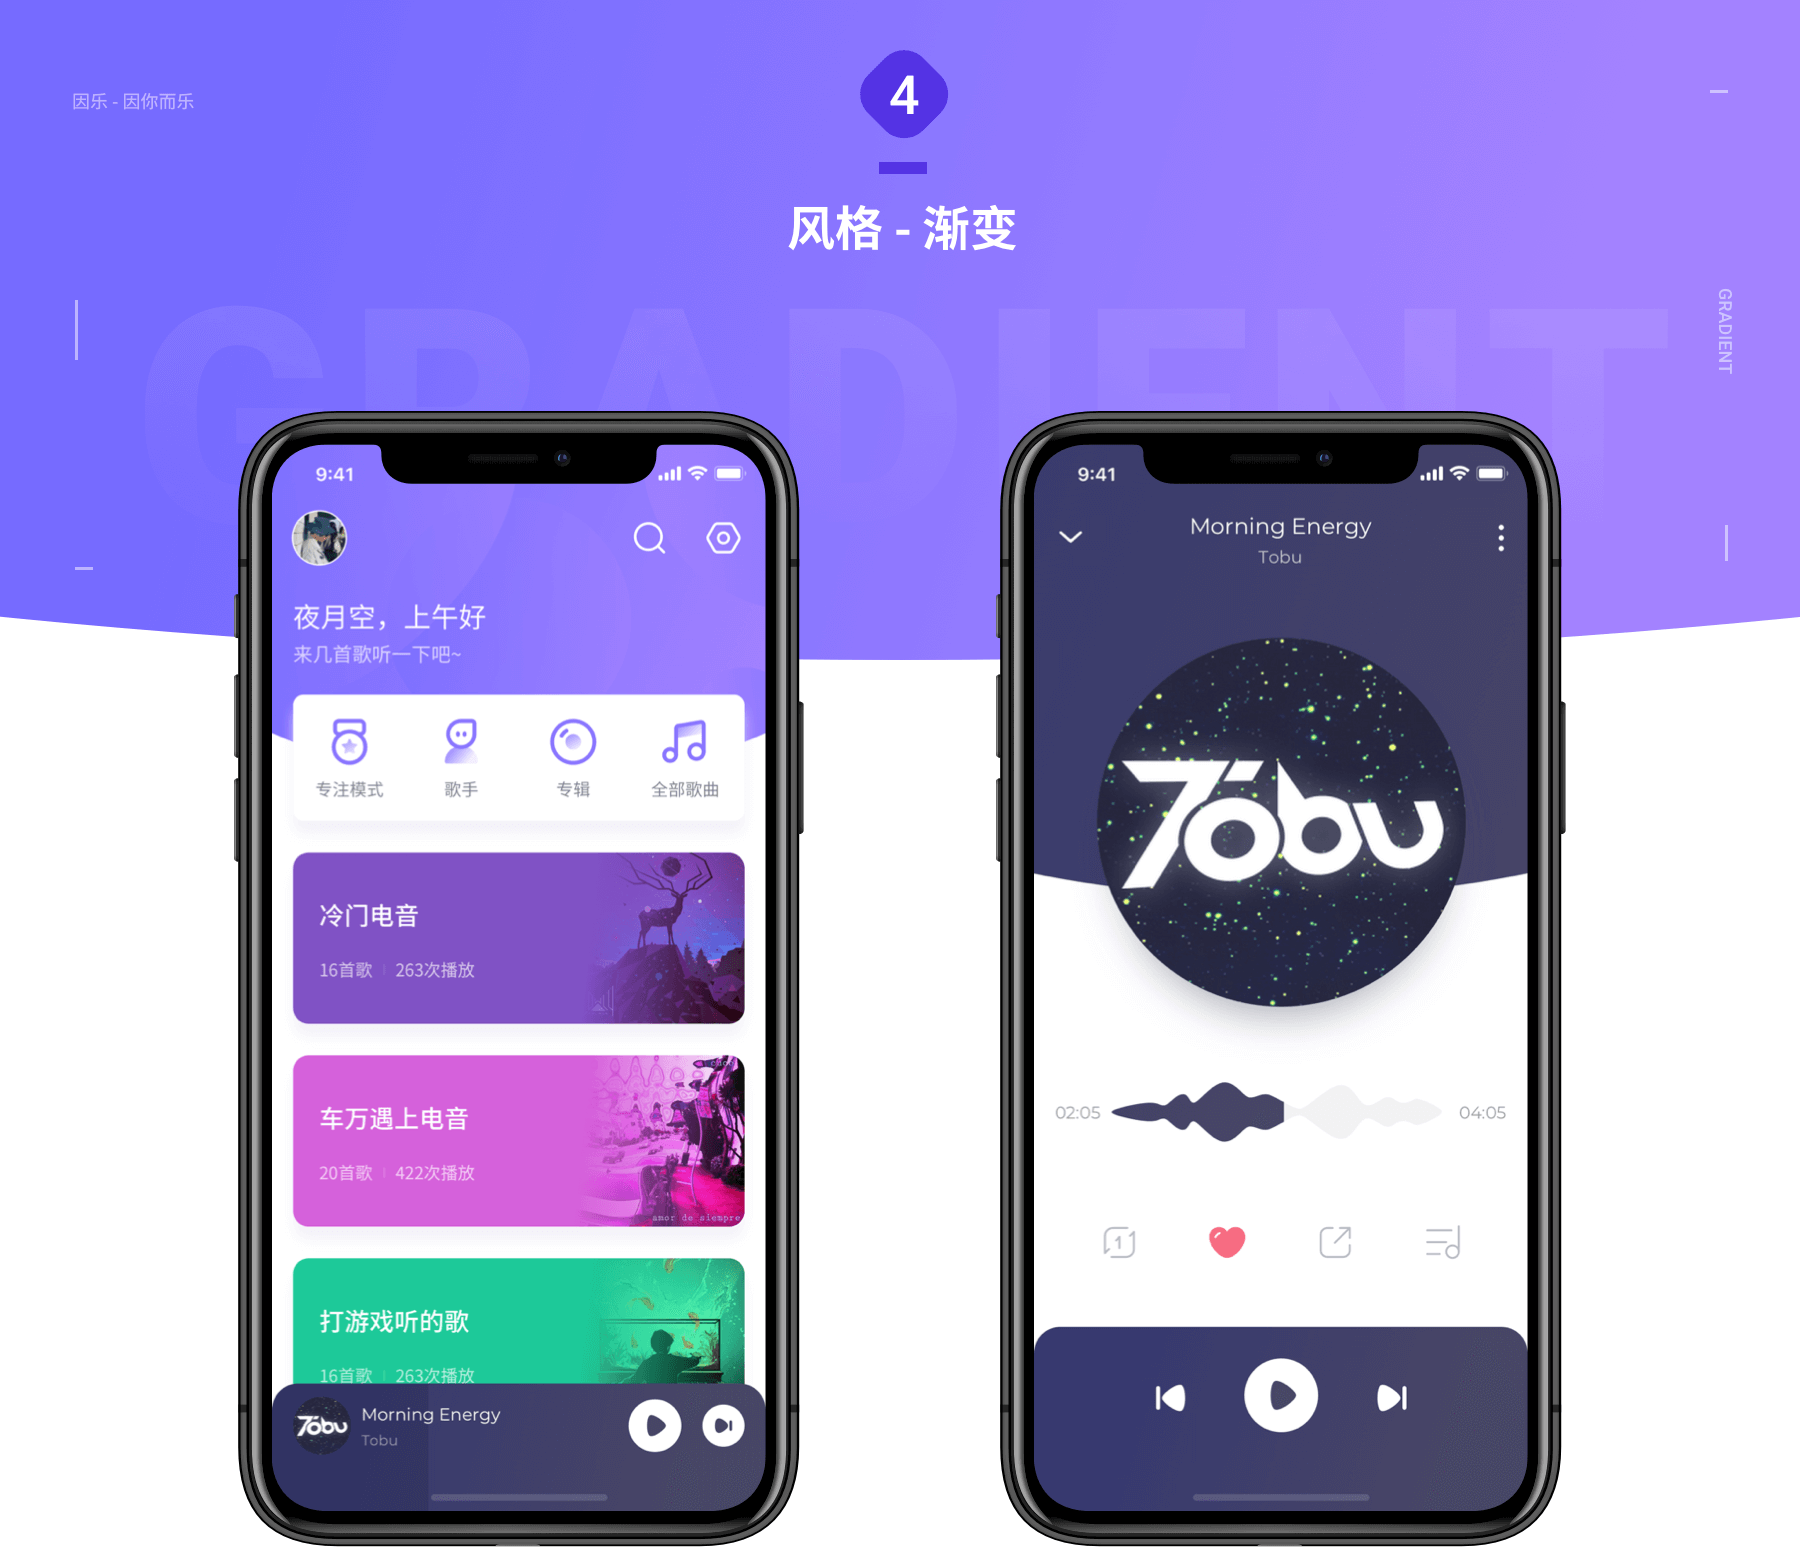 因乐 - 因你而乐
4
风格 - 渐变
GRADIENT
GRADIENT
9:41
夜月空，上午好
来几首歌听一下吧~
专注模式
歌手
专辑
全部歌曲
冷门电音
16首歌 | 263次播放
车万遇上电音
20首歌 | 422次播放
amor de siempre
打游戏听的歌
16首歌 | 263次播放
Tobu
Morning Energy
Tobu
9:41
Morning Energy
Tobu
Tobu
02:05
04:05
1